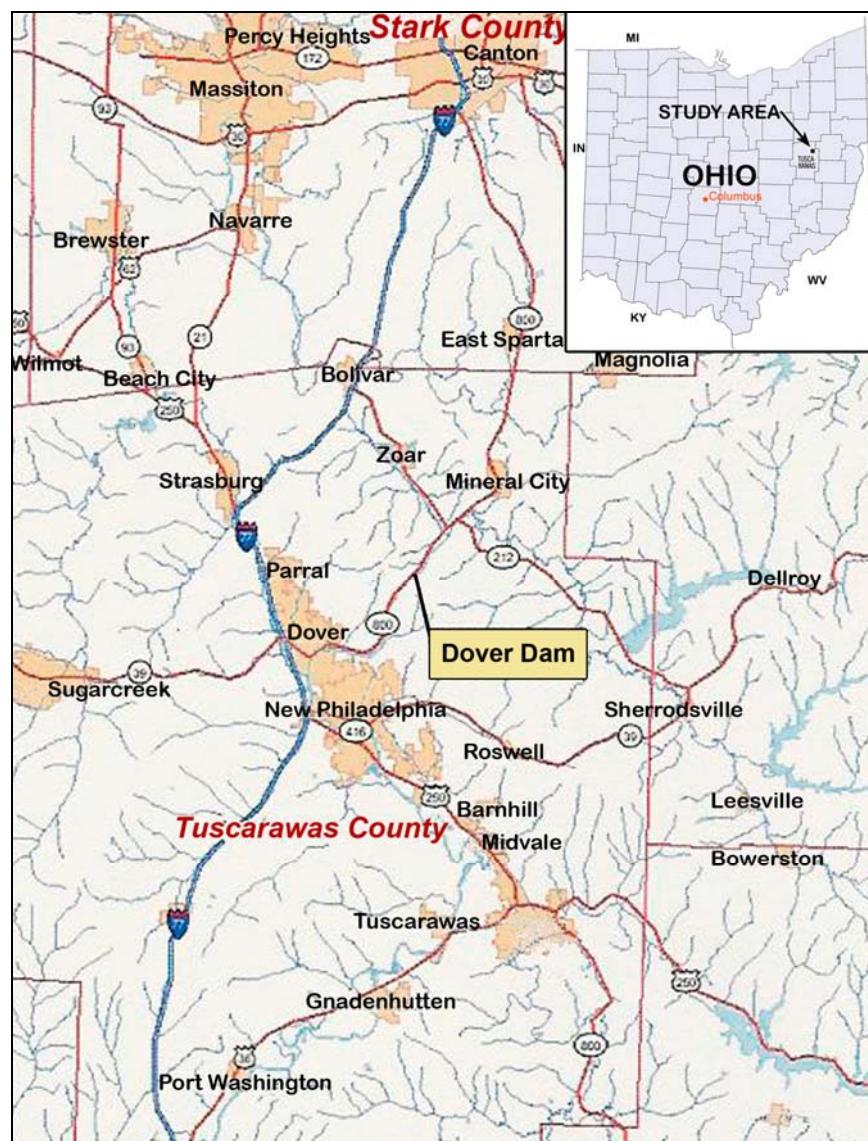 Percy Heights
Stark County
Canton
172
30
30
Massiton
93
30
77
Navarre
Brewster
62
21
800
93
East Sparta
Wilmot
Beach City
Bolivar
Magnolia
250
Zoar
Strasburg
Mineral City
77
212
Parral
Dellroy
800
Dover
Dover Dam
39
Sugarcreek
New Philadelphia
Sherrodsville
416
39
Roswell
250
Barnhill
Leesville
Tuscarawas County
Midvale
Bowerston
77
Tuscarawas
250
Gnadenhutten
800
36
Port Washington
MI
STUDY AREA
IN
TUSCA
RAWAS
OHIO
Columbus
WV
KY